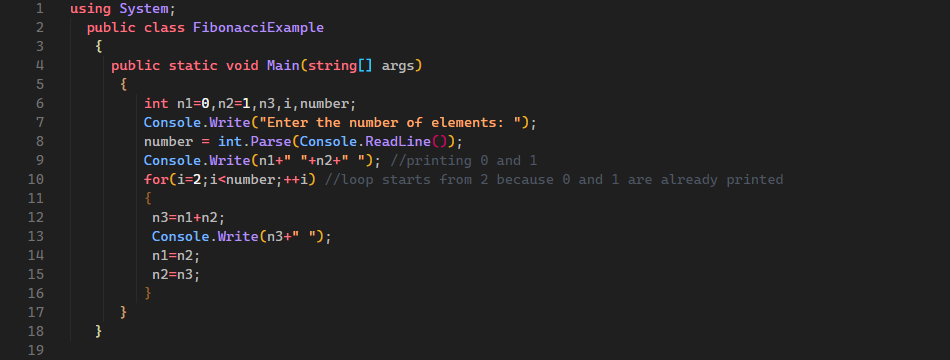 1 using System;
2 public class FibonacciExample
3 {
4 public static void Main(string[] args)
5 {
6 int n1=0,n2=1,n3,i,number;
7 Console.Write("Enter the number of elements: ");
8 number = int.Parse(Console.ReadLine());
9 Console.Write(n1+" "+n2+" "); //printing 0 and 1
10 for(i=2;i<number;++i) //loop starts from 2 because 0 and 1 are already printed
11 {
12 n3=n1+n2;
13 Console.Write(n3+" ");
14 n1=n2;
15 n2=n3;
16 }
17 }
18 }
19